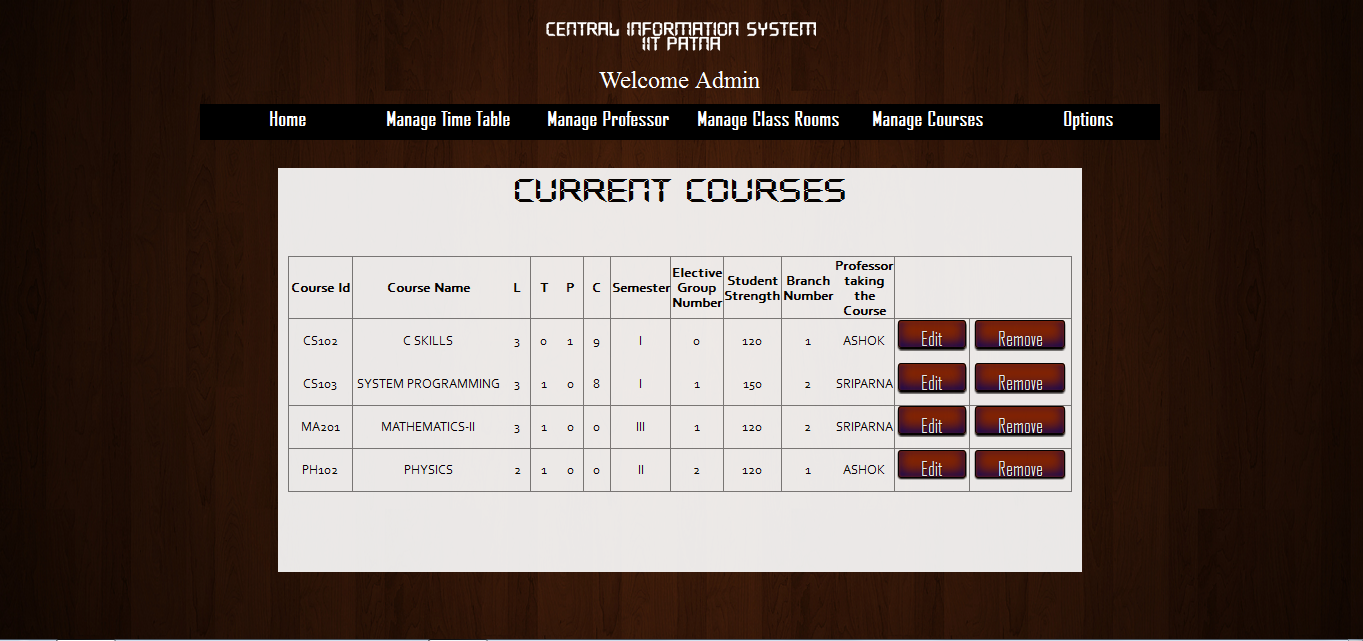 CENTRAL INFORMATION SYSTEM
IIT PATNA
Welcome Admin
Home Manage Time Table Manage Professor Manage Class Rooms Manage Courses Options
CURRENT COURSES
Course Id Course Name L T P C Semester Elective Group Number Student Strength Branch Number Professor taking the Course
CS102 C SKILLS 3 0 1 9 I 0 120 1 ASHOK Edit Remove
CS103 SYSTEM PROGRAMMING 3 1 0 8 I 1 150 2 SRIPARNA Edit Remove
MA201 MATHEMATICS-II 3 1 0 0 III 1 120 2 SRIPARNA Edit Remove
PH102 PHYSICS 2 1 0 0 II 2 120 1 ASHOK Edit Remove